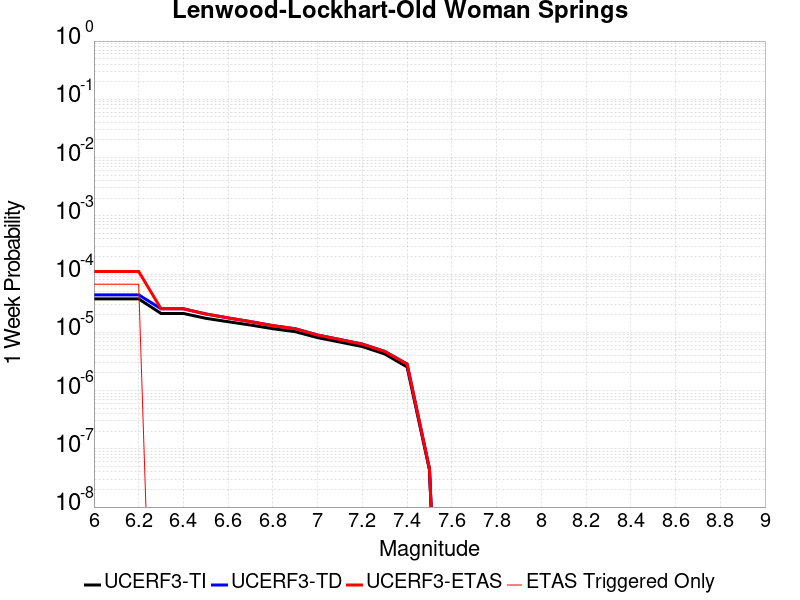 Lenwood-Lockhart-Old Woman Springs
10^0
10^-1
10^-2
10^-3
10^-4
10^-5
10^-6
10^-7
10^-8
1 Week Probability
6 6.2 6.4 6.6 6.8 7 7.2 7.4 7.6 7.8 8 8.2 8.4 8.6 8.8 9
Magnitude
UCERF3-TI UCERF3-TD UCERF3-ETAS ETAS Triggered Only